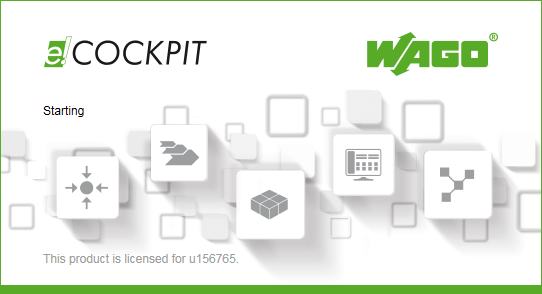 e!COCKPIT
WAGO®
Starting
This product is licensed for u156765.